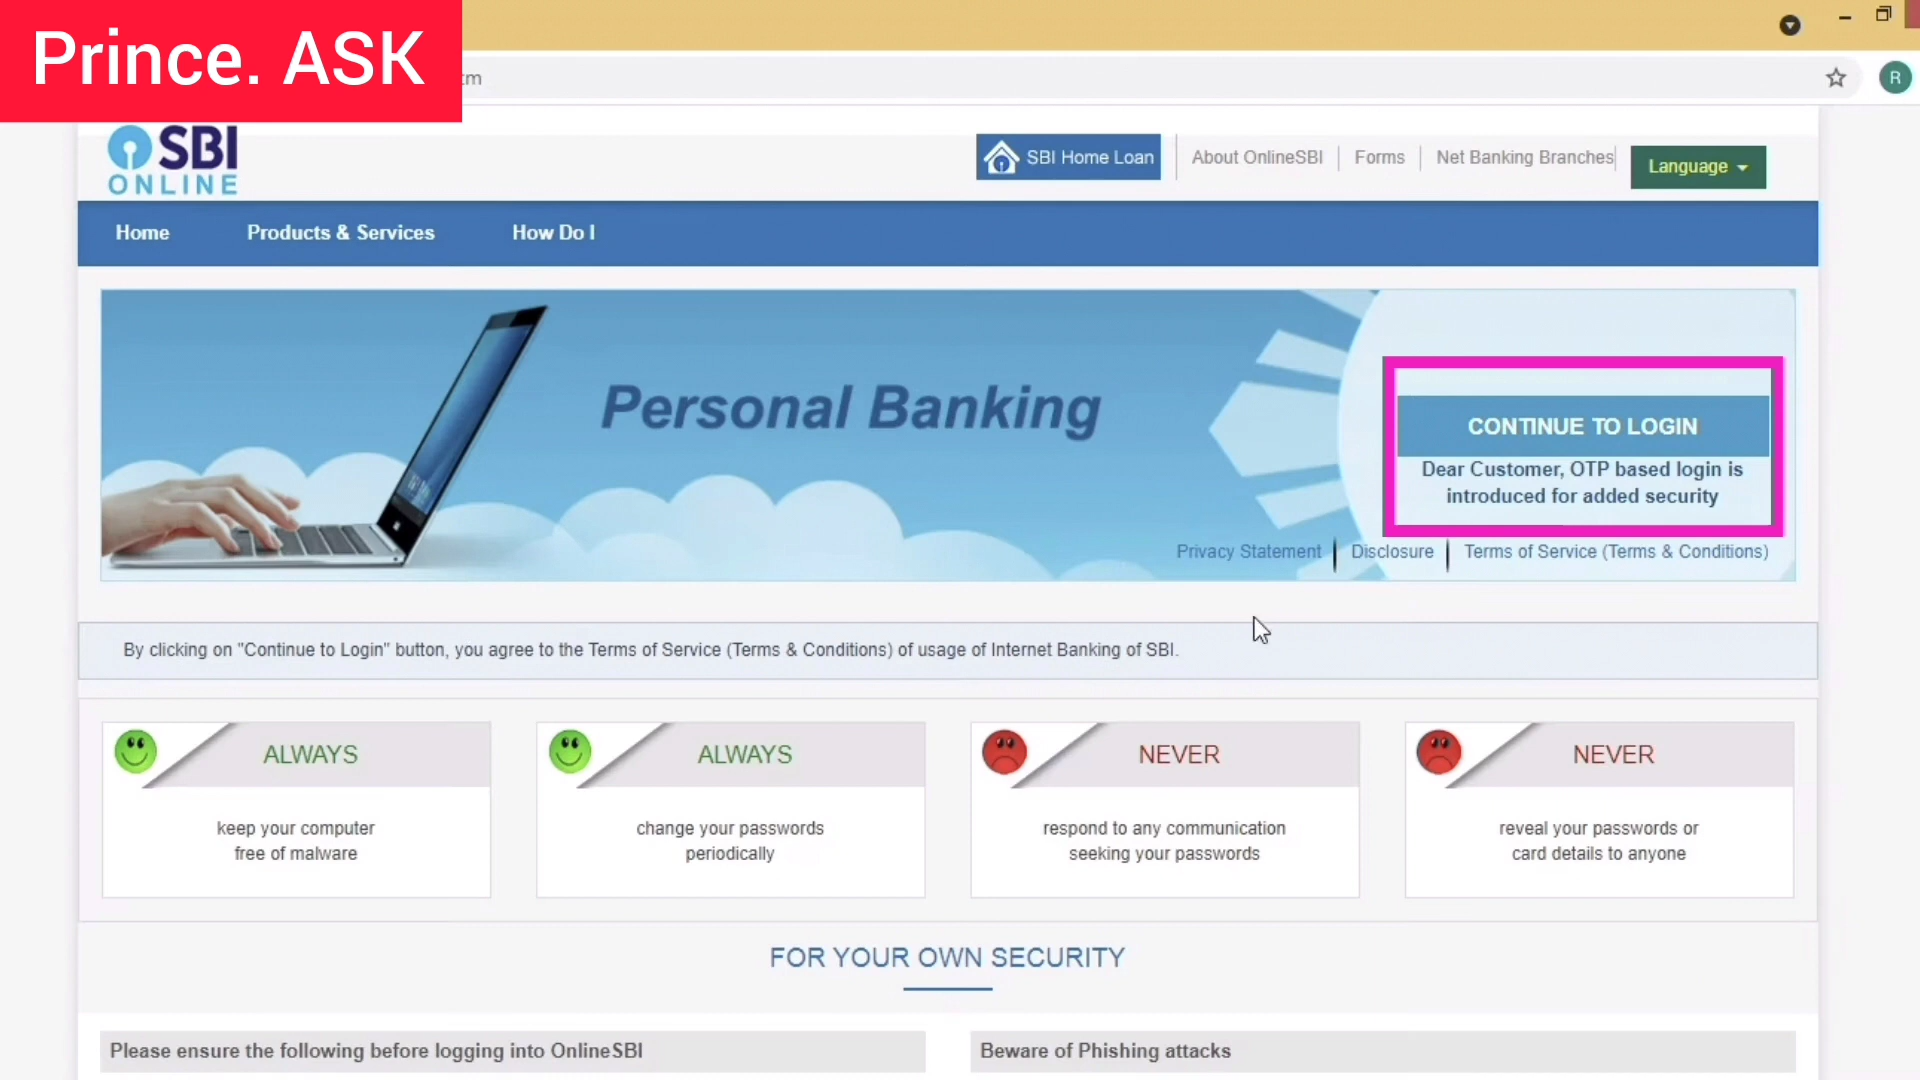 Prince. ASK
tm
R
SBI
ONLINE
SBI Home Loan
About OnlineSBI
Forms
Net Banking Branches
Language
Home
Products & Services
How Do I
Personal Banking
CONTINUE TO LOGIN
Dear Customer, OTP based login is
introduced for added security
Privacy Statement
Disclosure
Terms of Service (Terms & Conditions)
By clicking on "Continue to Login" button, you agree to the Terms of Service (Terms & Conditions) of usage of Internet Banking of SBI.
ALWAYS
keep your computer
free of malware
ALWAYS
change your passwords
periodically
NEVER
respond to any communication
seeking your passwords
NEVER
reveal your passwords or
card details to anyone
FOR YOUR OWN SECURITY
Please ensure the following before logging into OnlineSBI
Beware of Phishing attacks